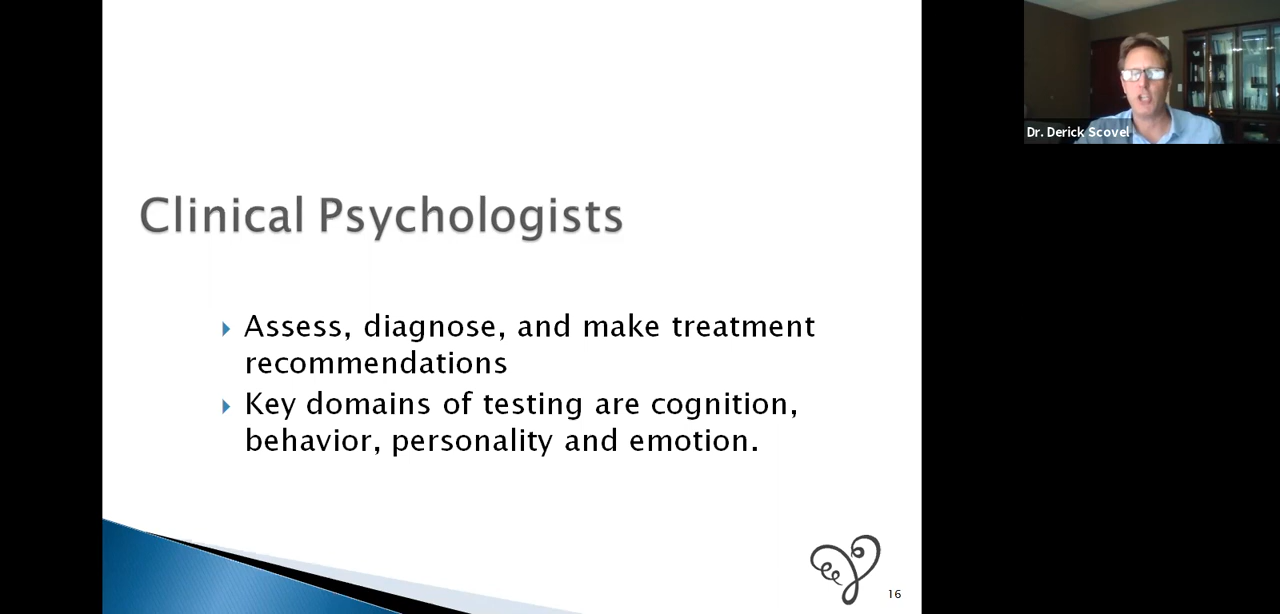 Clinical Psychologists
Assess, diagnose, and make treatment
recommendations
Key domains of testing are cognition,
behavior, personality and emotion.
16
Dr. Derick Scovel